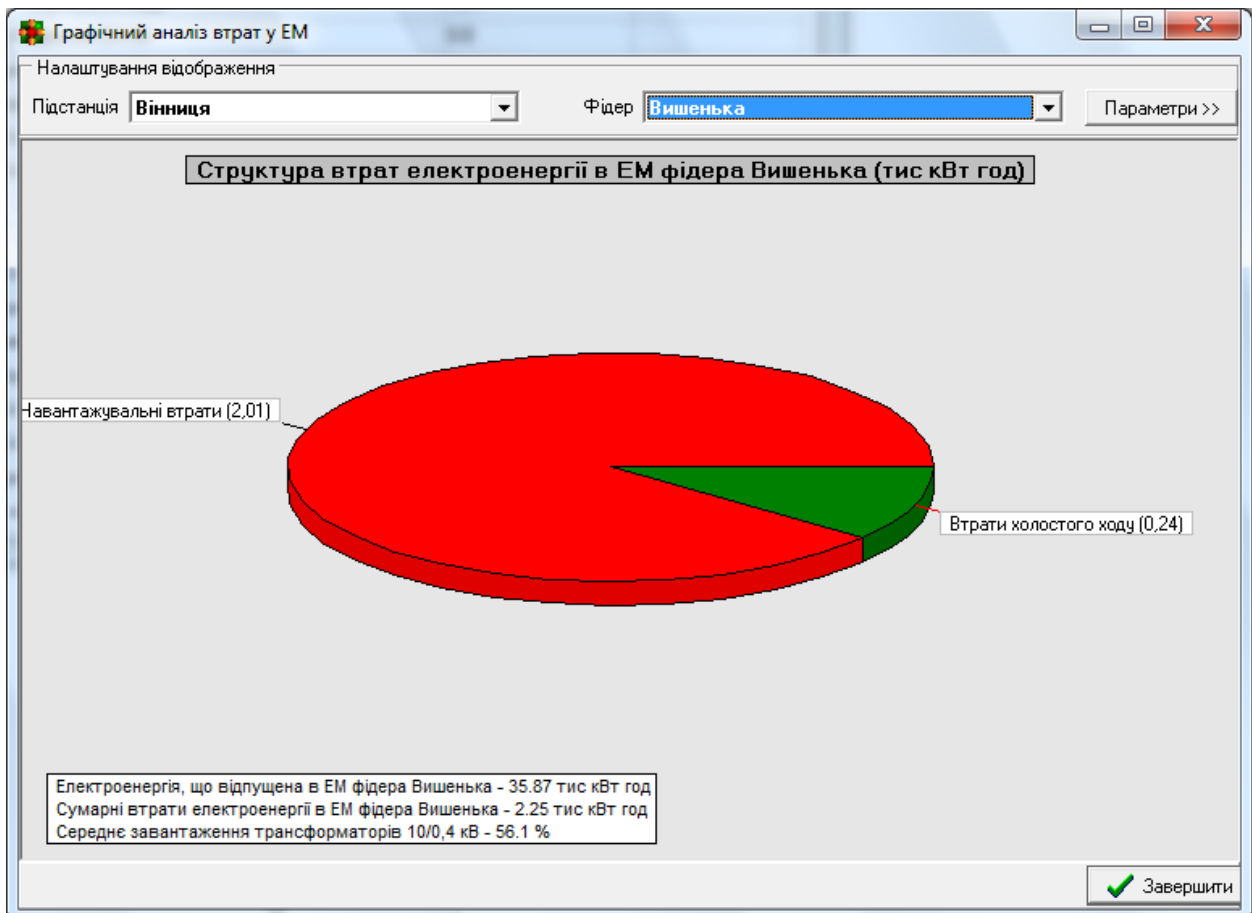 Графічний аналіз втрат у ЕМ
Налаштування відображення
Підстанція Вінниця Фідер Вишенька Параметри >>
Структура втрат електроенергії в ЕМ фідера Вишенька (тис кВт год)
Навантажувальні втрати (2,01)
Втрати холостого ходу (0,24)
Електроенергія, що відпущена в ЕМ фідера Вишенька - 35.87 тис кВт год
Сумарні втрати електроенергії в ЕМ фідера Вишенька - 2.25 тис кВт год
Середнє завантаження трансформаторів 10/0,4 кВ - 56.1 %
Завершити